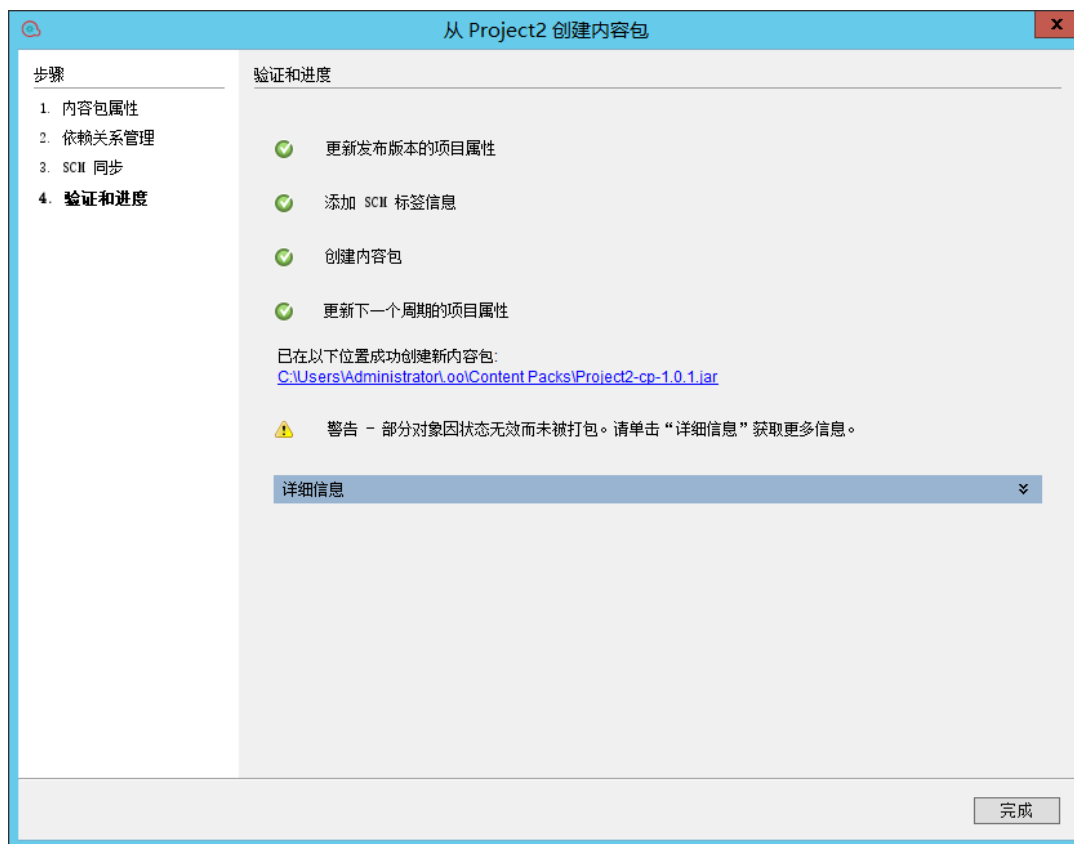 从 Project2 创建内容包
x
步骤
1. 内容包属性
2. 依赖关系管理
3. SCM 同步
4. 验证和进度
验证和进度
更新发布版本的项目属性
添加 SCM 标签信息
创建内容包
更新下一个周期的项目属性
已在以下位置成功创建新内容包:
C:\Users\Administrator\.oo\Content Packs\Project2-cp-1.0.1.jar
警告 - 部分对象因状态无效而未被打包。请单击“详细信息”获取更多信息。
详细信息
完成